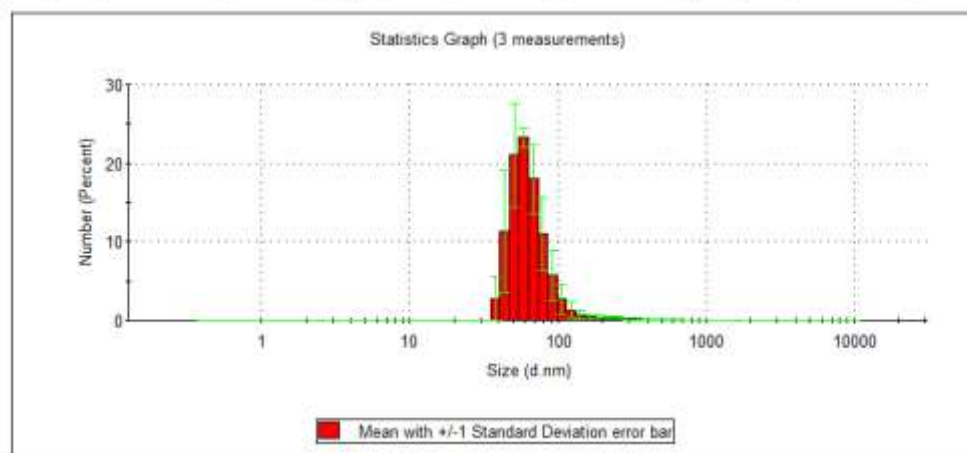 Statistics Graph (3 measurements)
30
20
10
0
Number (Percent)
1
10
100
1000
10000
Size (d.nm)
Mean with +/-1 Standard Deviation error bar